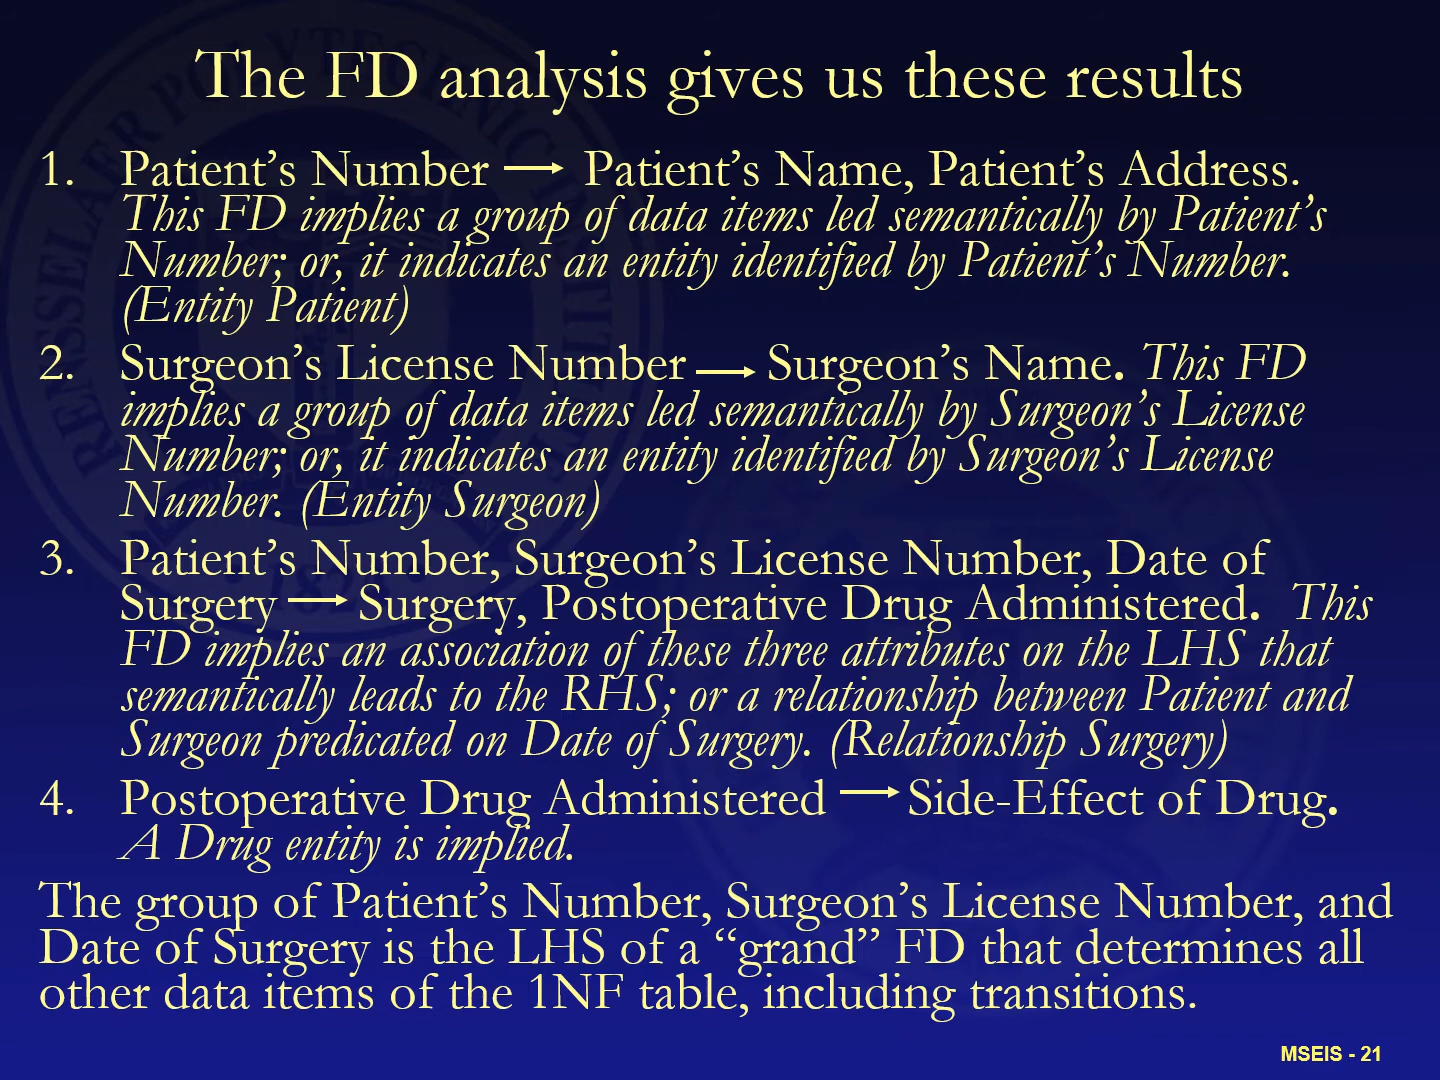 The FD analysis gives us these results
1. Patient’s Number → Patient’s Name, Patient’s Address.
This FD implies a group of data items led semantically by Patient’s
Number; or, it indicates an entity identified by Patient’s Number.
(Entity Patient)
2. Surgeon’s License Number → Surgeon’s Name. This FD
implies a group of data items led semantically by Surgeon’s License
Number; or, it indicates an entity identified by Surgeon’s License
Number. (Entity Surgeon)
3. Patient’s Number, Surgeon’s License Number, Date of
Surgery → Surgery, Postoperative Drug Administered. This
FD implies an association of these three attributes on the LHS that
semantically leads to the RHS; or a relationship between Patient and
Surgeon predicated on Date of Surgery. (Relationship Surgery)
4. Postoperative Drug Administered → Side-Effect of Drug.
A Drug entity is implied.
The group of Patient’s Number, Surgeon’s License Number, and
Date of Surgery is the LHS of a “grand” FD that determines all
other data items of the 1NF table, including transitions.
MSEIS - 21